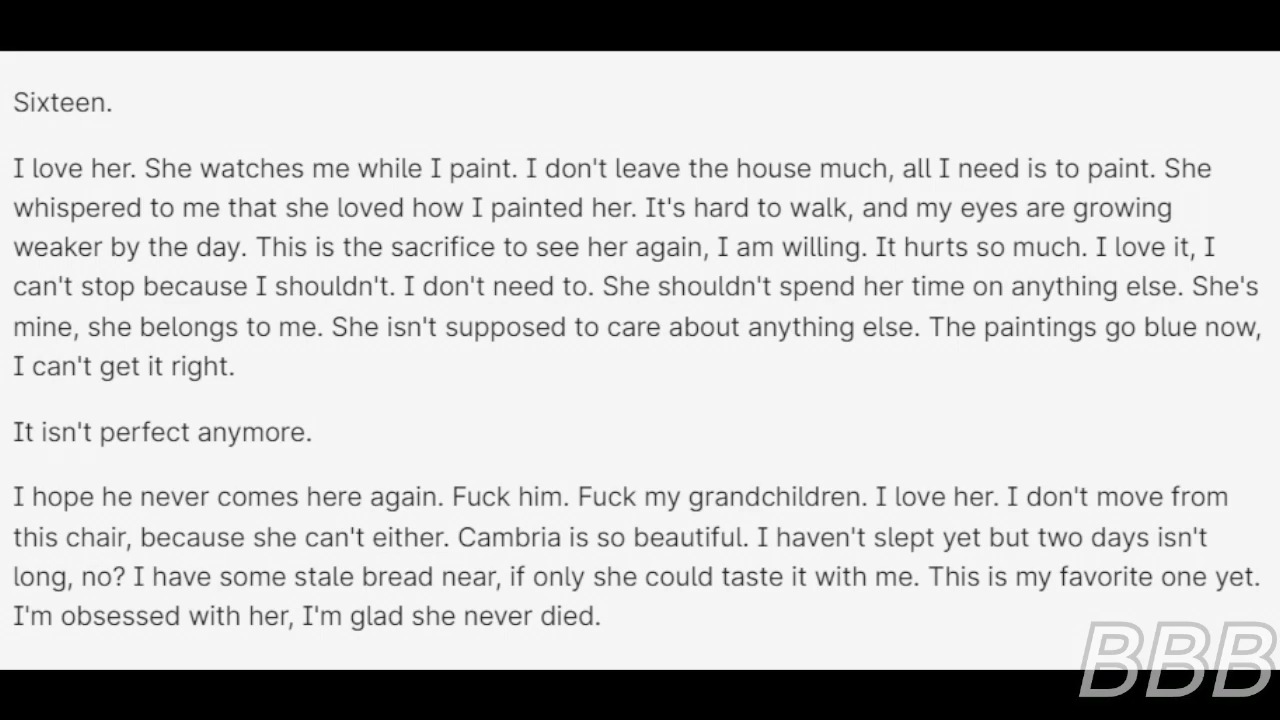 Sixteen.
I love her. She watches me while I paint. I don't leave the house much, all I need is to paint. She
whispered to me that she loved how I painted her. It's hard to walk, and my eyes are growing
weaker by the day. This is the sacrifice to see her again, I am willing. It hurts so much. I love it, I
can't stop because I shouldn't. I don't need to. She shouldn't spend her time on anything else. She's
mine, she belongs to me. She isn't supposed to care about anything else. The paintings go blue now,
I can't get it right.
It isn't perfect anymore.
I hope he never comes here again. Fuck him. Fuck my grandchildren. I love her. I don't move from
this chair, because she can't either. Cambria is so beautiful. I haven't slept yet but two days isn't
long, no? I have some stale bread near, if only she could taste it with me. This is my favorite one yet.
I'm obsessed with her, I'm glad she never died.
BBB